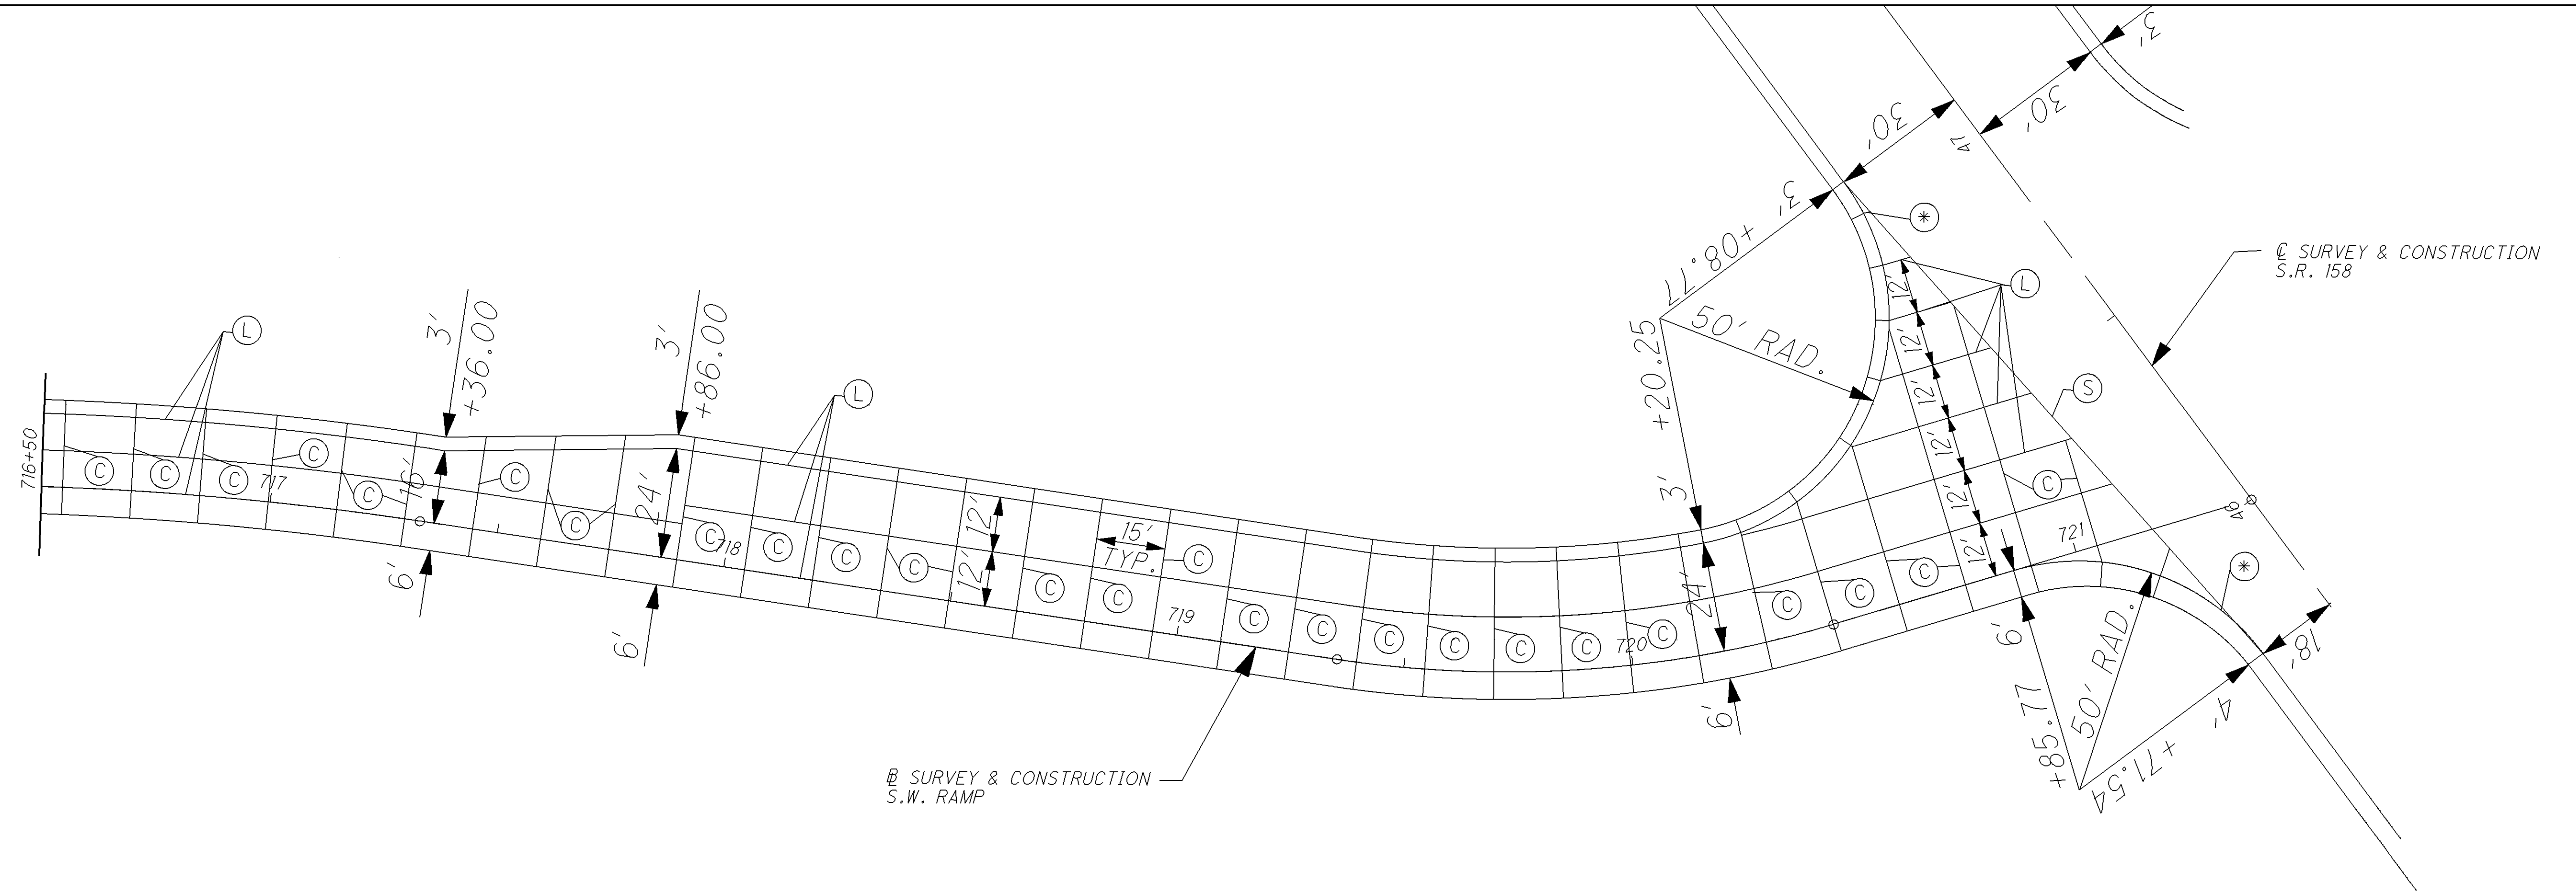 716+50
L
C
C
C
717
C
C
16'
3'
+36.00
6'
C
C
3'
+86.00
24'
6'
C
718
C
C
C
L
12'
12'
C
C
15'
TYP.
C
719
C
C
C
C
C
C
720
C
℄ SURVEY & CONSTRUCTION
S.R. 158
B SURVEY & CONSTRUCTION
S.W. RAMP
+20.25
3'
24'
6'
+08.77
3'
50' RAD.
30'
47
30'
3'
*
L
12'
12'
12'
12'
12'
12'
S
C
C
C
C
721
46
*
6'
+85.77
50' RAD.
+71.54
4'
18'